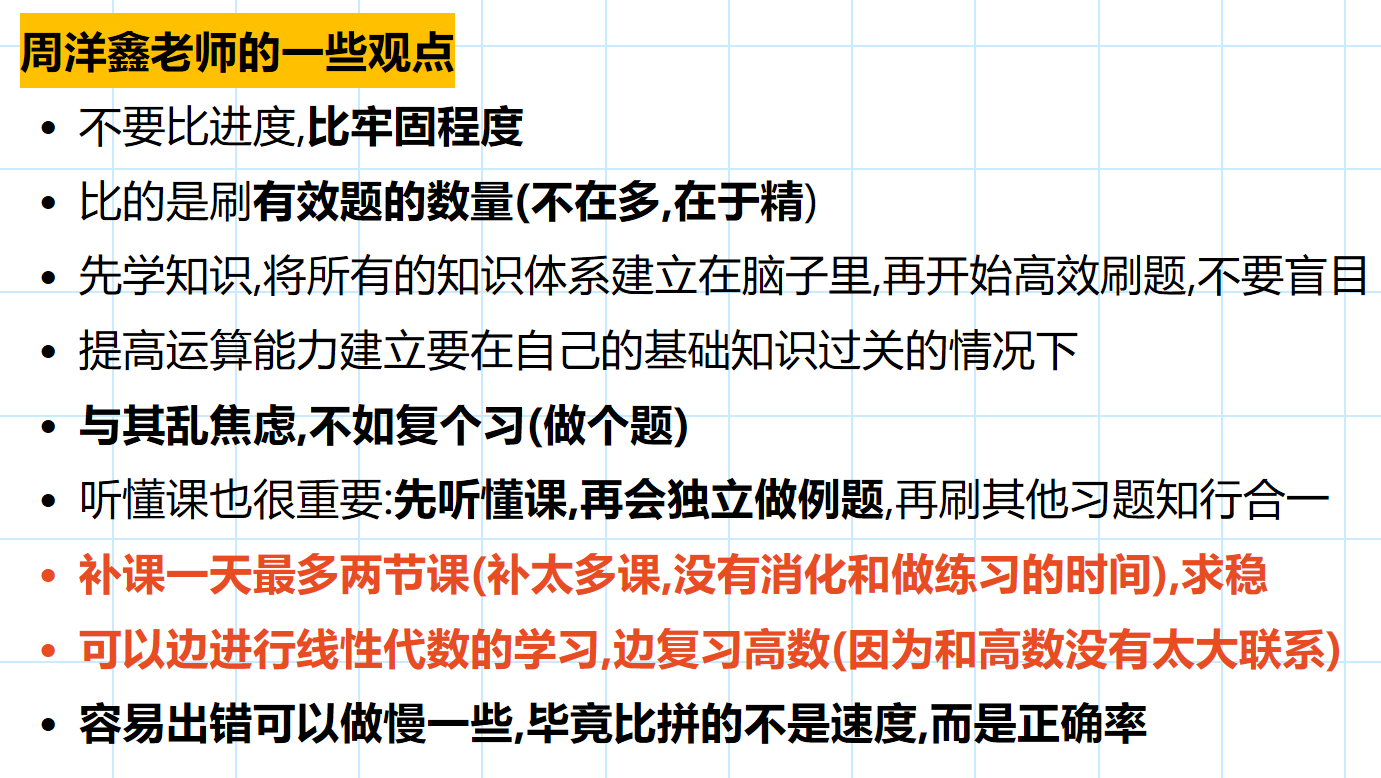 周洋鑫老师的一些观点
• 不要比进度,比牢固程度
• 比的是刷有效题的数量(不在多,在于精)
• 先学知识,将所有的知识体系建立在脑子里,再开始高效刷题,不要盲目
• 提高运算能力建立要在自己的基础知识过关的情况下
• 与其乱焦虑,不如复个习(做个题)
• 听懂课也很重要:先听懂课,再会独立做例题,再刷其他习题知行合一
• 补课一天最多两节课(补太多课,没有消化和做练习的时间),求稳
• 可以边进行线性代数的学习,边复习高数(因为和高数没有太大联系)
• 容易出错可以做慢一些,毕竟比拼的不是速度,而是正确率